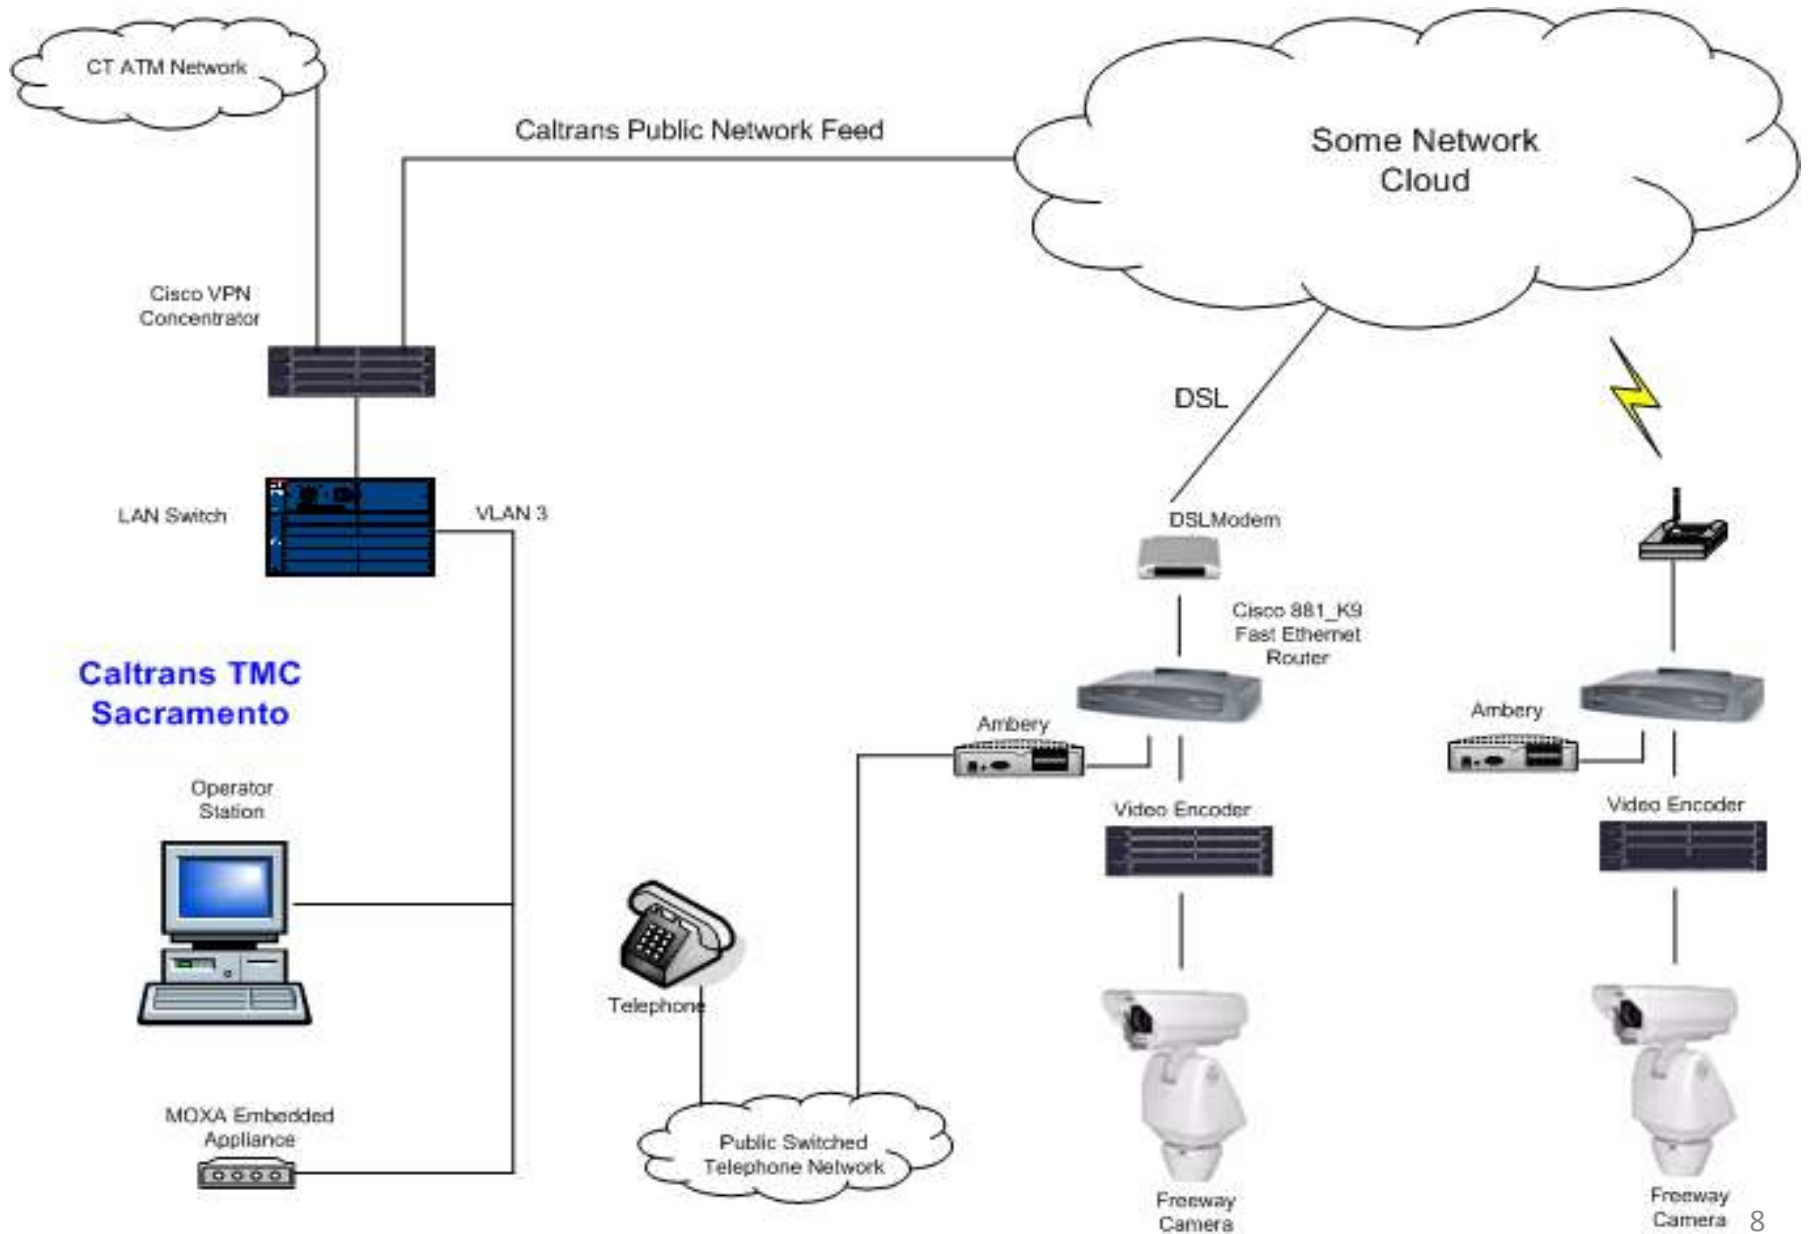 CT ATM Network
Caltrans Public Network Feed
Some Network
Cloud
Cisco VPN
Concentrator
DSL
LAN Switch
VLAN 3
DSLModem
Cisco 881_K9
Fast Ethernet
Router
Caltrans TMC
Sacramento
Ambery
Ambery
Operator
Station
Video Encoder
Video Encoder
Telephone
MOXA Embedded
Appliance
Public Switched
Telephone Network
Freeway
Camera
Freeway
Camera
8